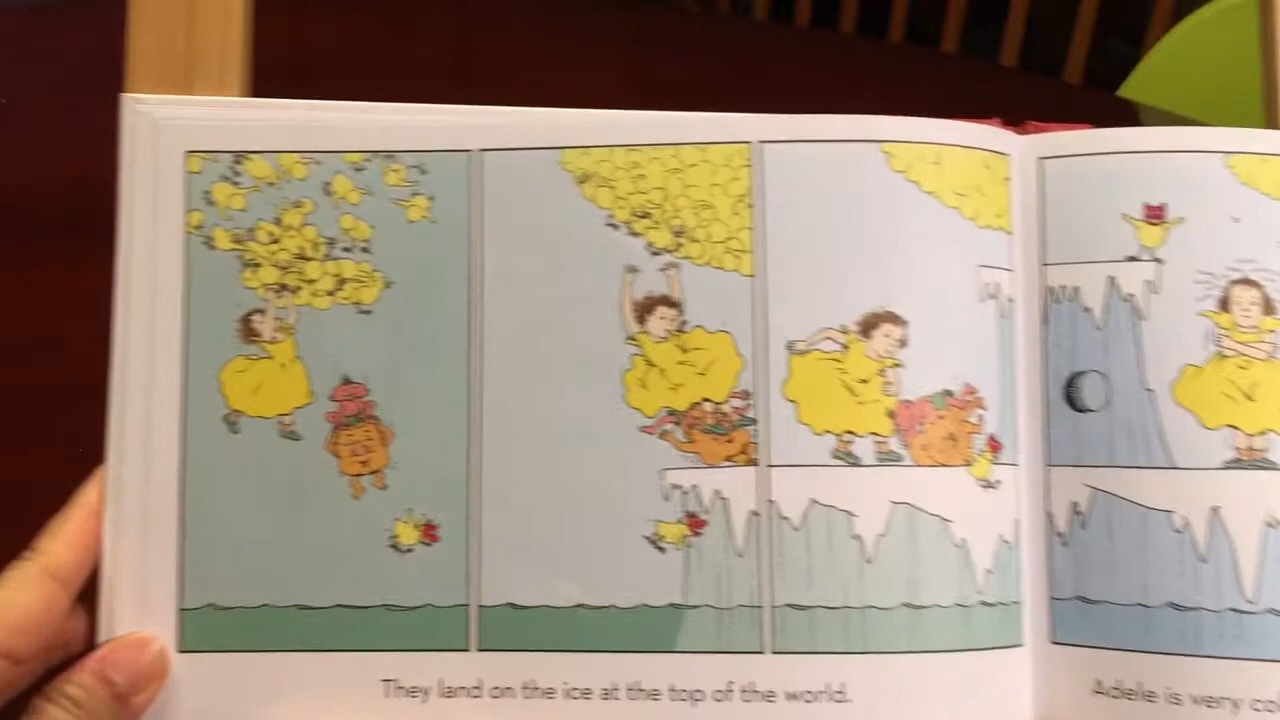 They land on the ice at the top of the world.
Adele is very